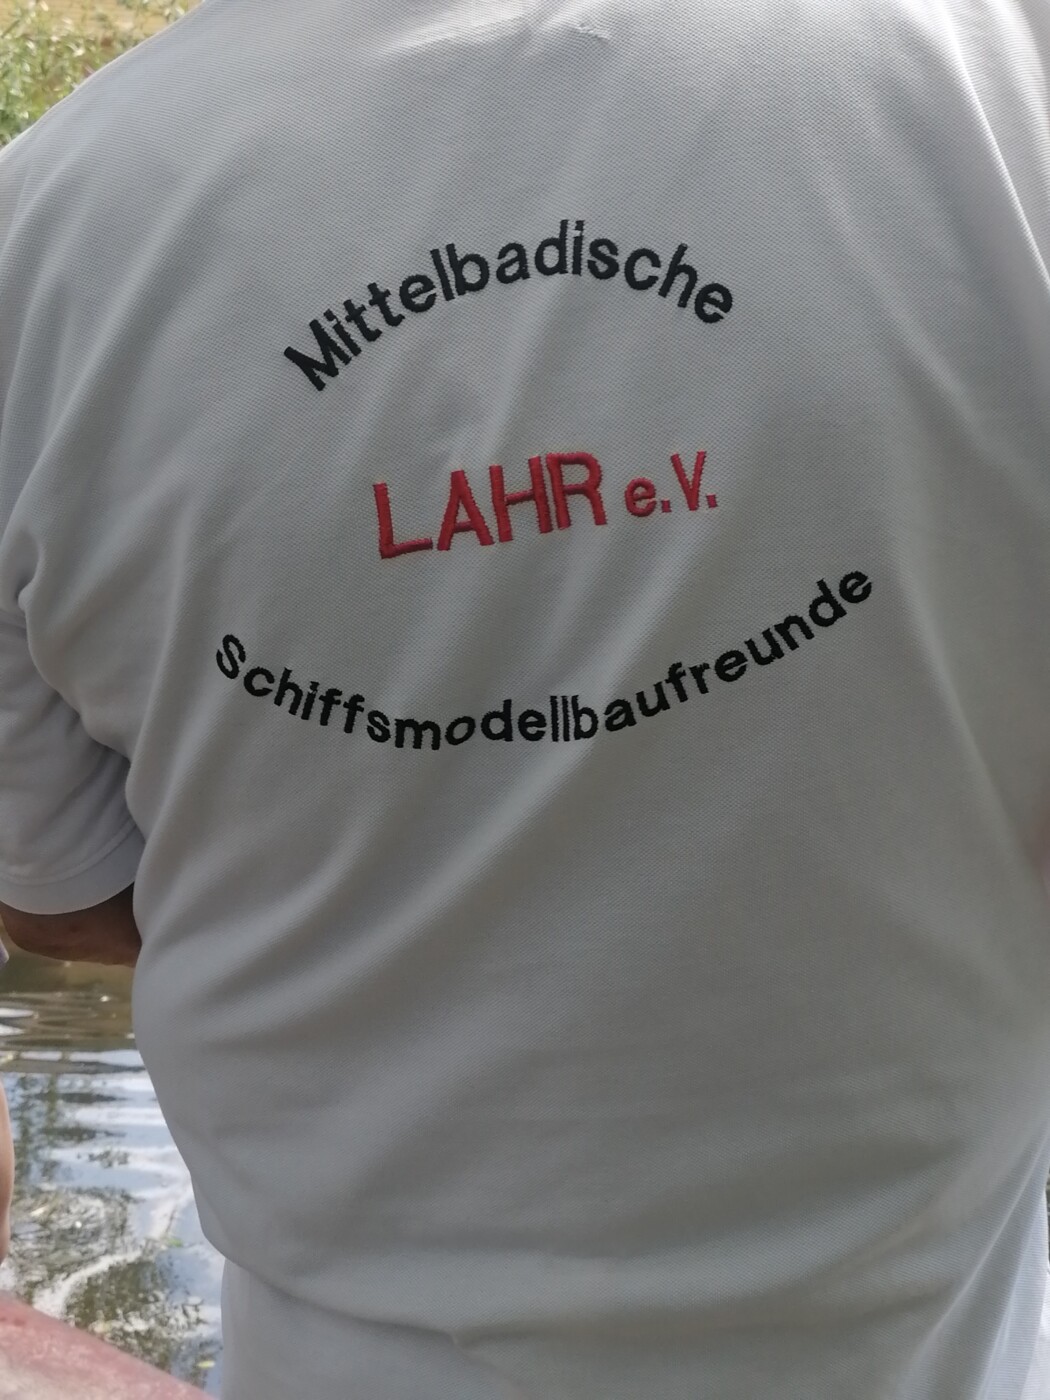 Mittelbadische
LAHR e.V.
Schiffsmodellbaufreunde